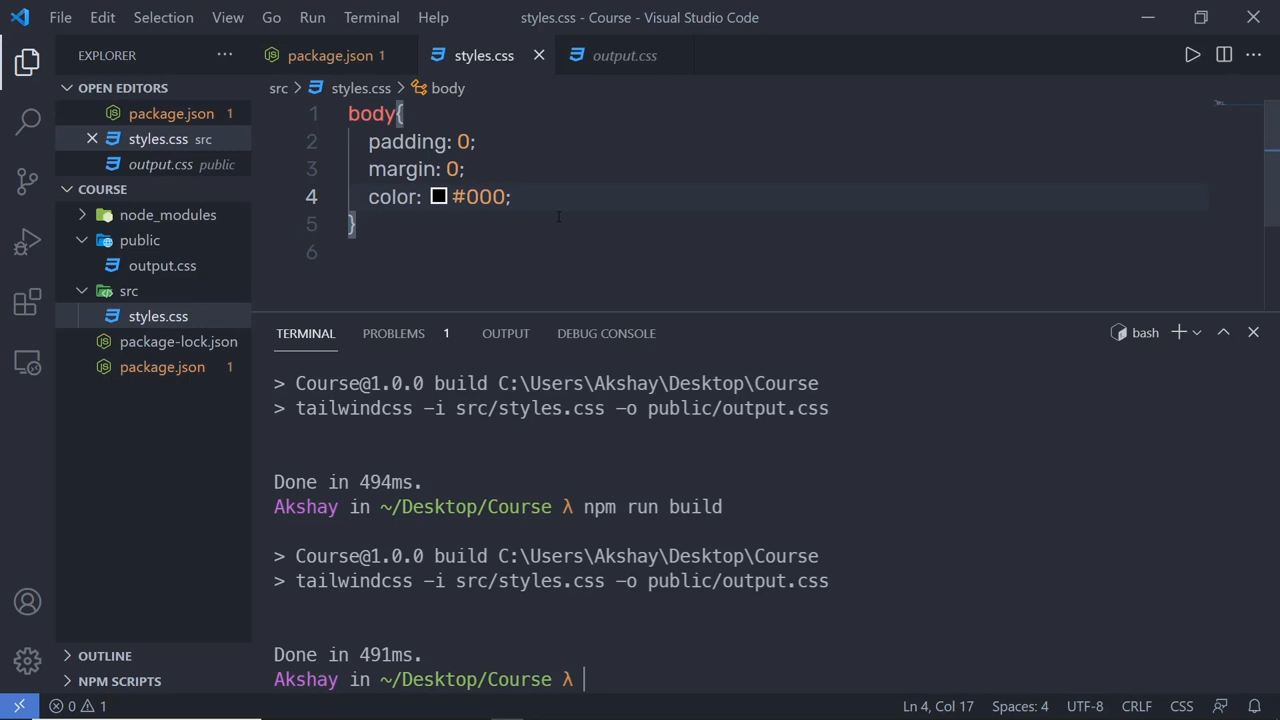 File Edit Selection View Go Run Terminal Help styles.css - Course - Visual Studio Code
EXPLORER ...
OPEN EDITORS
package.json 1
styles.css src
output.css public
COURSE
node_modules
public
output.css
src
styles.css
package-lock.json
package.json 1
OUTLINE
NPM SCRIPTS
package.json 1 styles.css output.css
src > styles.css > body
1 body{
2 padding: 0;
3 margin: 0;
4 color: #000;
5 }
6
TERMINAL PROBLEMS 1 OUTPUT DEBUG CONSOLE bash
> Course@1.0.0 build C:\Users\Akshay\Desktop\Course
> tailwindcss -i src/styles.css -o public/output.css
Done in 494ms.
Akshay in ~/Desktop/Course λ npm run build
> Course@1.0.0 build C:\Users\Akshay\Desktop\Course
> tailwindcss -i src/styles.css -o public/output.css
Done in 491ms.
Akshay in ~/Desktop/Course λ
0 1 Ln 4, Col 17 Spaces: 4 UTF-8 CRLF CSS